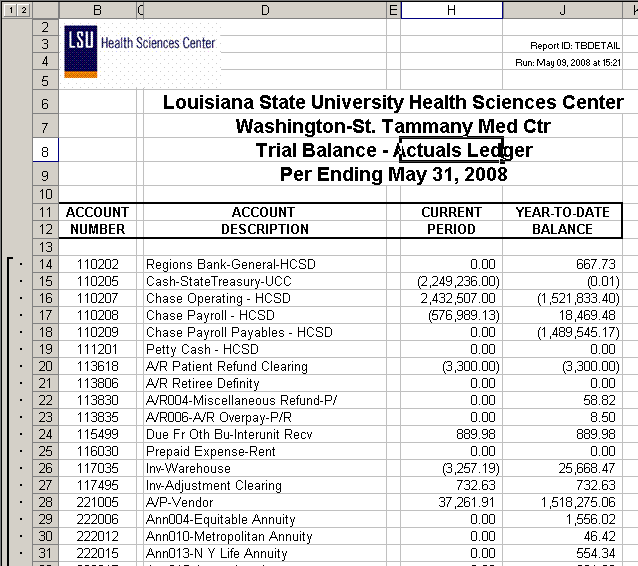 1 2 B C D E H J
2
3 LSU Health Sciences Center Report ID: TBDETAIL
4 Run: May 09, 2008 at 15:21
5
6 Louisiana State University Health Sciences Center
7 Washington-St. Tammany Med Ctr
8 Trial Balance - Actuals Ledger
9 Per Ending May 31, 2008
10
11 ACCOUNT ACCOUNT CURRENT YEAR-TO-DATE
12 NUMBER DESCRIPTION PERIOD BALANCE
13
14 110202 Regions Bank-General-HCSD 0.00 667.73
15 110205 Cash-StateTreasury-UCC (2,249,236.00) (0.01)
16 110207 Chase Operating - HCSD 2,432,507.00 (1,521,833.40)
17 110208 Chase Payroll - HCSD (576,989.13) 18,469.48
18 110209 Chase Payroll Payables - HCSD 0.00 (1,489,545.17)
19 111201 Petty Cash - HCSD 0.00 0.00
20 113618 A/R Patient Refund Clearing (3,300.00) (3,300.00)
21 113806 A/R Retiree Definity 0.00 0.00
22 113830 A/R004-Miscellaneous Refund-P/ 0.00 58.82
23 113835 A/R006-A/R Overpay-P/R 0.00 8.50
24 115499 Due Fr Oth Bu-Interunit Recv 889.98 889.98
25 116030 Prepaid Expense-Rent 0.00 0.00
26 117035 Inv-Warehouse (3,257.19) 25,668.47
27 117495 Inv-Adjustment Clearing 732.63 732.63
28 221005 A/P-Vendor 37,261.91 1,518,275.06
29 222006 Ann004-Equitable Annuity 0.00 1,556.02
30 222012 Ann010-Metropolitan Annuity 0.00 46.42
31 222015 Ann013-N Y Life Annuity 0.00 554.34